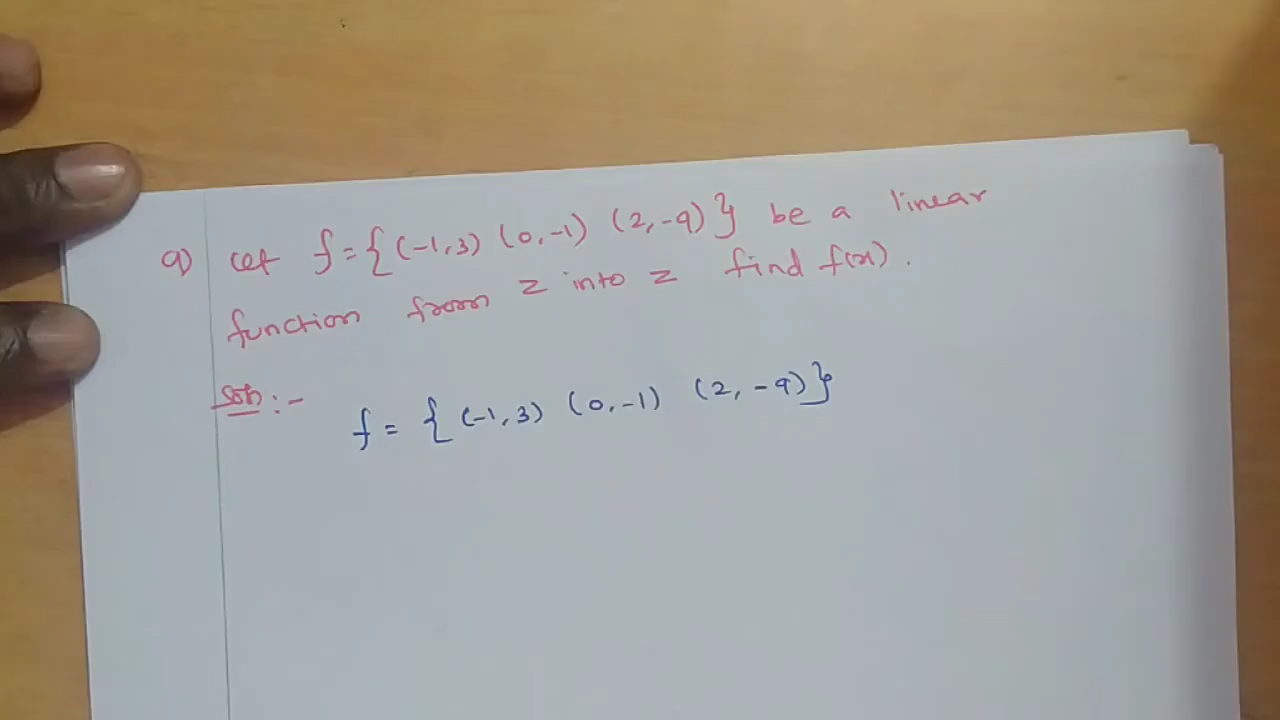 9) Let f={(-1,3) (0,-1) (2,-9)} be a linear
function from z into z find f(x).
Soln:-
f = {(-1,3) (0,-1) (2,-9)}